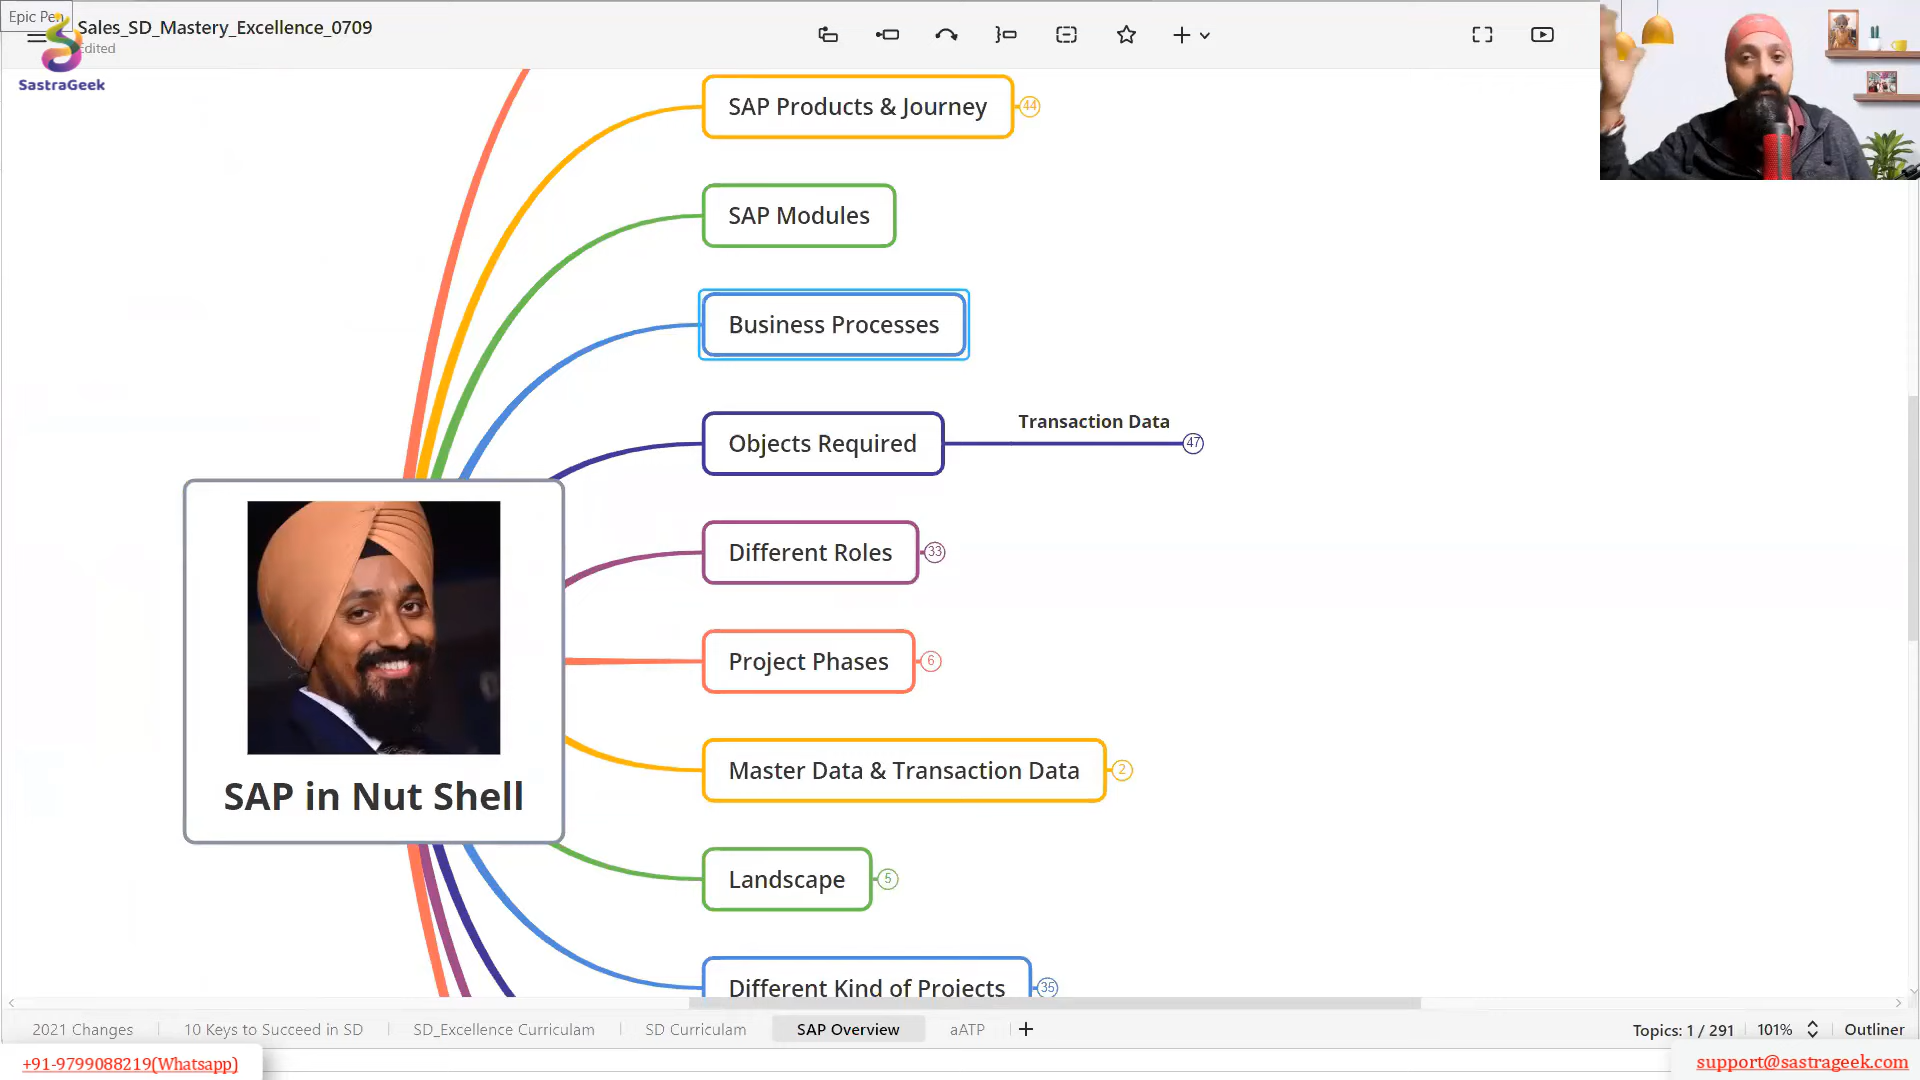 Epic Pen
Sales_SD_Mastery_Excellence_0709
Edited
SastraGeek
SAP Products & Journey
44
SAP Modules
Business Processes
Transaction Data
Objects Required
47
Different Roles
33
Project Phases
6
SAP in Nut Shell
Master Data & Transaction Data
2
Landscape
5
Different Kind of Projects
35
2021 Changes
10 Keys to Succeed in SD
SD_Excellence Curriculam
SD Curriculam
SAP Overview
aATP
Topics: 1 / 291
101%
Outliner
+91-9799088219(Whatsapp)
support@sastrageek.com